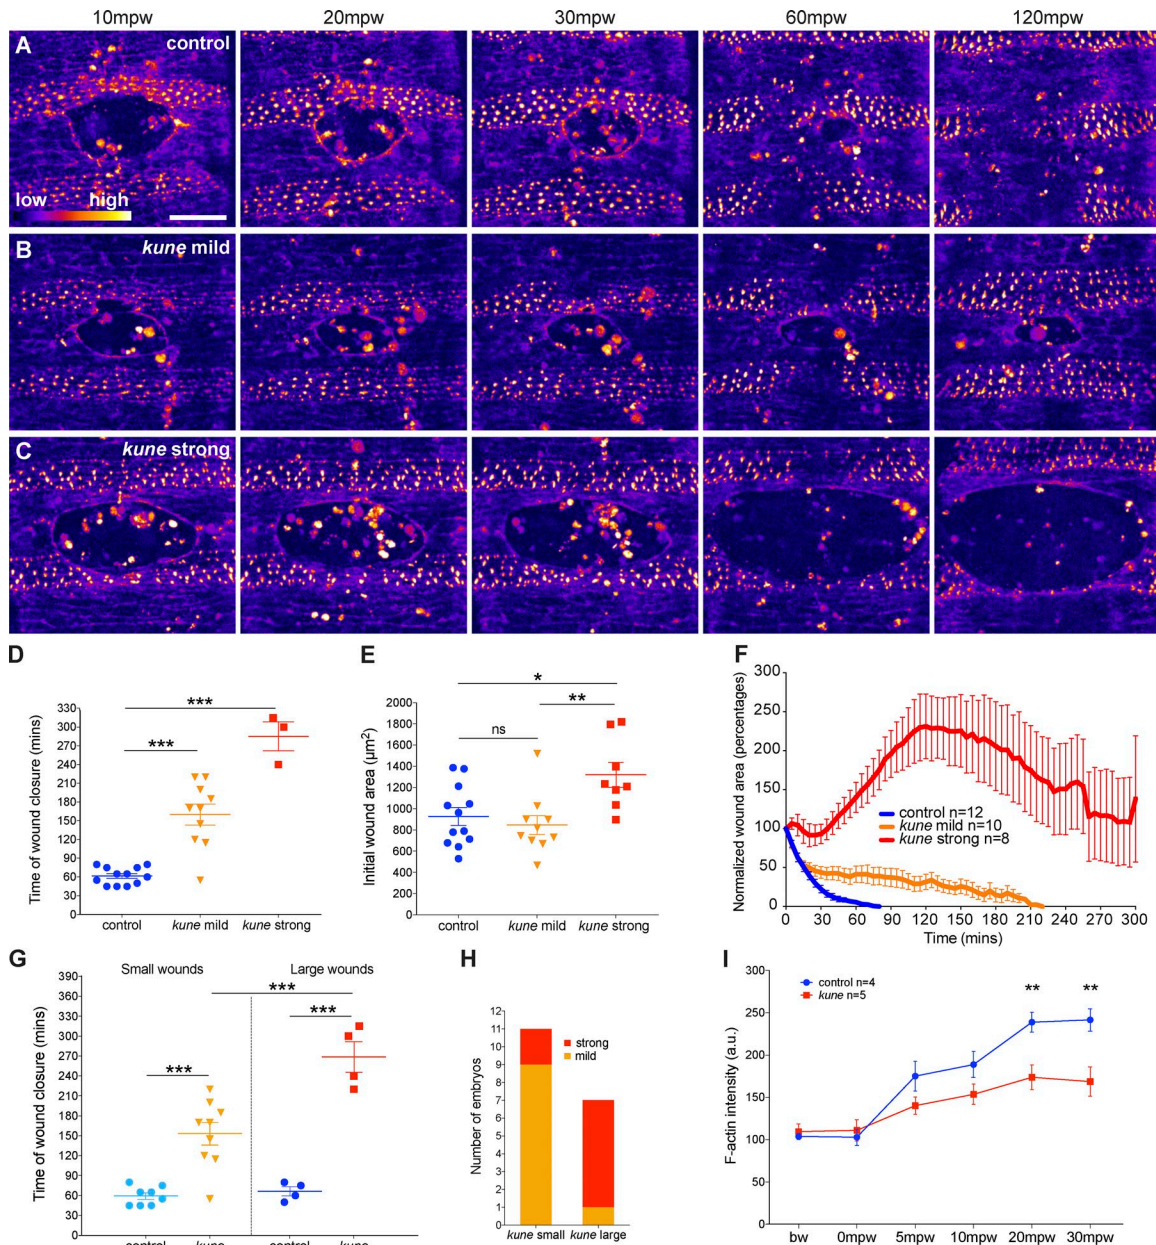 10mpw 20mpw 30mpw 60mpw 120mpw
A control
low high
B kune mild
C kune strong
D
Time of wound closure (mins)
330
300
270
240
210
180
150
120
90
60
30
0
***
***
control kune mild kune strong
E
Initial wound area (µm²)
2000
1800
1600
1400
1200
1000
800
600
400
200
0
*
**
ns
control kune mild kune strong
F
Normalized wound area (percentages)
300
250
200
150
100
50
0
control n=12
kune mild n=10
kune strong n=8
0 30 60 90 120 150 180 210 240 270 300
Time (mins)
G
Small wounds Large wounds
Time of wound closure (mins)
390
360
330
300
270
240
210
180
150
120
90
60
30
0
***
***
***
control kune control kune
H
Number of embryos
12
11
10
9
8
7
6
5
4
3
2
1
0
strong
mild
kune small kune large
I
F-actin intensity (a.u.)
300
250
200
150
100
50
0
control n=4
kune n=5
** **
bw 0mpw 5mpw 10mpw 20mpw 30mpw